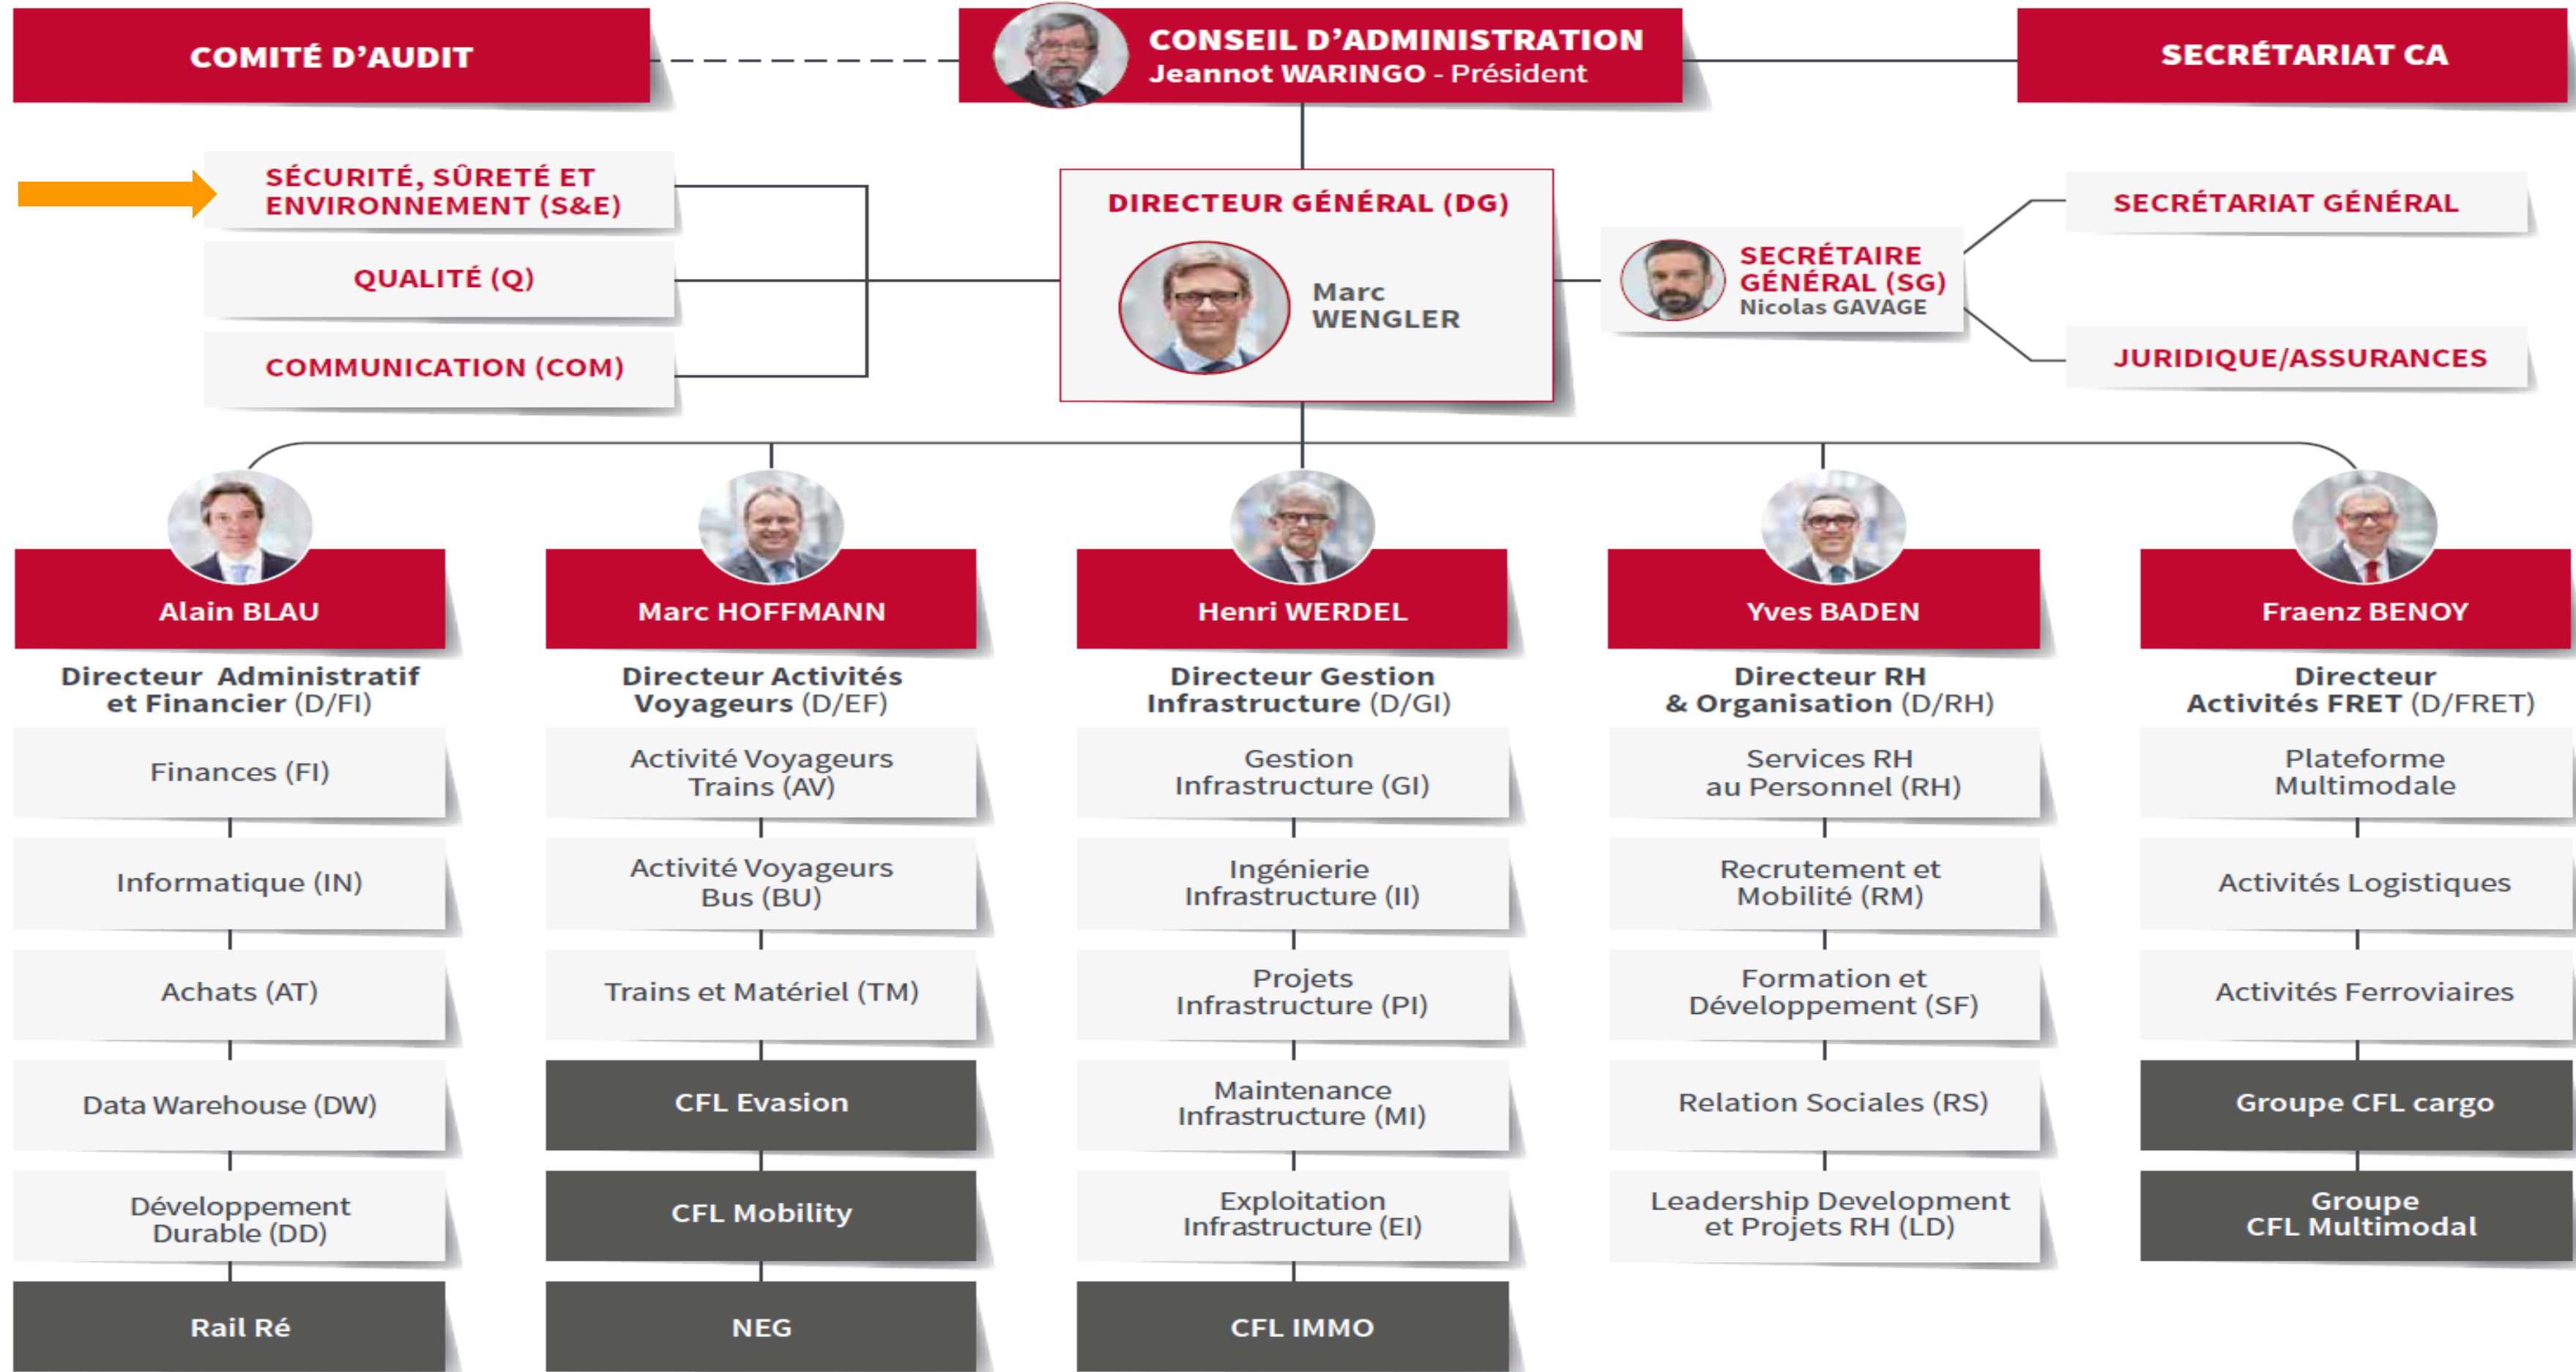 COMITÉ D’AUDIT
CONSEIL D’ADMINISTRATION
Jeannot WARINGO - Président
SECRÉTARIAT CA
SÉCURITÉ, SÛRETÉ ET
ENVIRONNEMENT (S&E)
QUALITÉ (Q)
COMMUNICATION (COM)
DIRECTEUR GÉNÉRAL (DG)
Marc
WENGLER
SECRÉTAIRE
GÉNÉRAL (SG)
Nicolas GAVAGE
SECRÉTARIAT GÉNÉRAL
JURIDIQUE/ASSURANCES
Alain BLAU
Directeur Administratif
et Financier (D/FI)
Finances (FI)
Informatique (IN)
Achats (AT)
Data Warehouse (DW)
Développement
Durable (DD)
Rail Ré
Marc HOFFMANN
Directeur Activités
Voyageurs (D/EF)
Activité Voyageurs
Trains (AV)
Activité Voyageurs
Bus (BU)
Trains et Matériel (TM)
CFL Evasion
CFL Mobility
NEG
Henri WERDEL
Directeur Gestion
Infrastructure (D/GI)
Gestion
Infrastructure (GI)
Ingénierie
Infrastructure (II)
Projets
Infrastructure (PI)
Maintenance
Infrastructure (MI)
Exploitation
Infrastructure (EI)
CFL IMMO
Yves BADEN
Directeur RH
& Organisation (D/RH)
Services RH
au Personnel (RH)
Recrutement et
Mobilité (RM)
Formation et
Développement (SF)
Relation Sociales (RS)
Leadership Development
et Projets RH (LD)
Fraenz BENOY
Directeur
Activités FRET (D/FRET)
Plateforme
Multimodale
Activités Logistiques
Activités Ferroviaires
Groupe CFL cargo
Groupe
CFL Multimodal